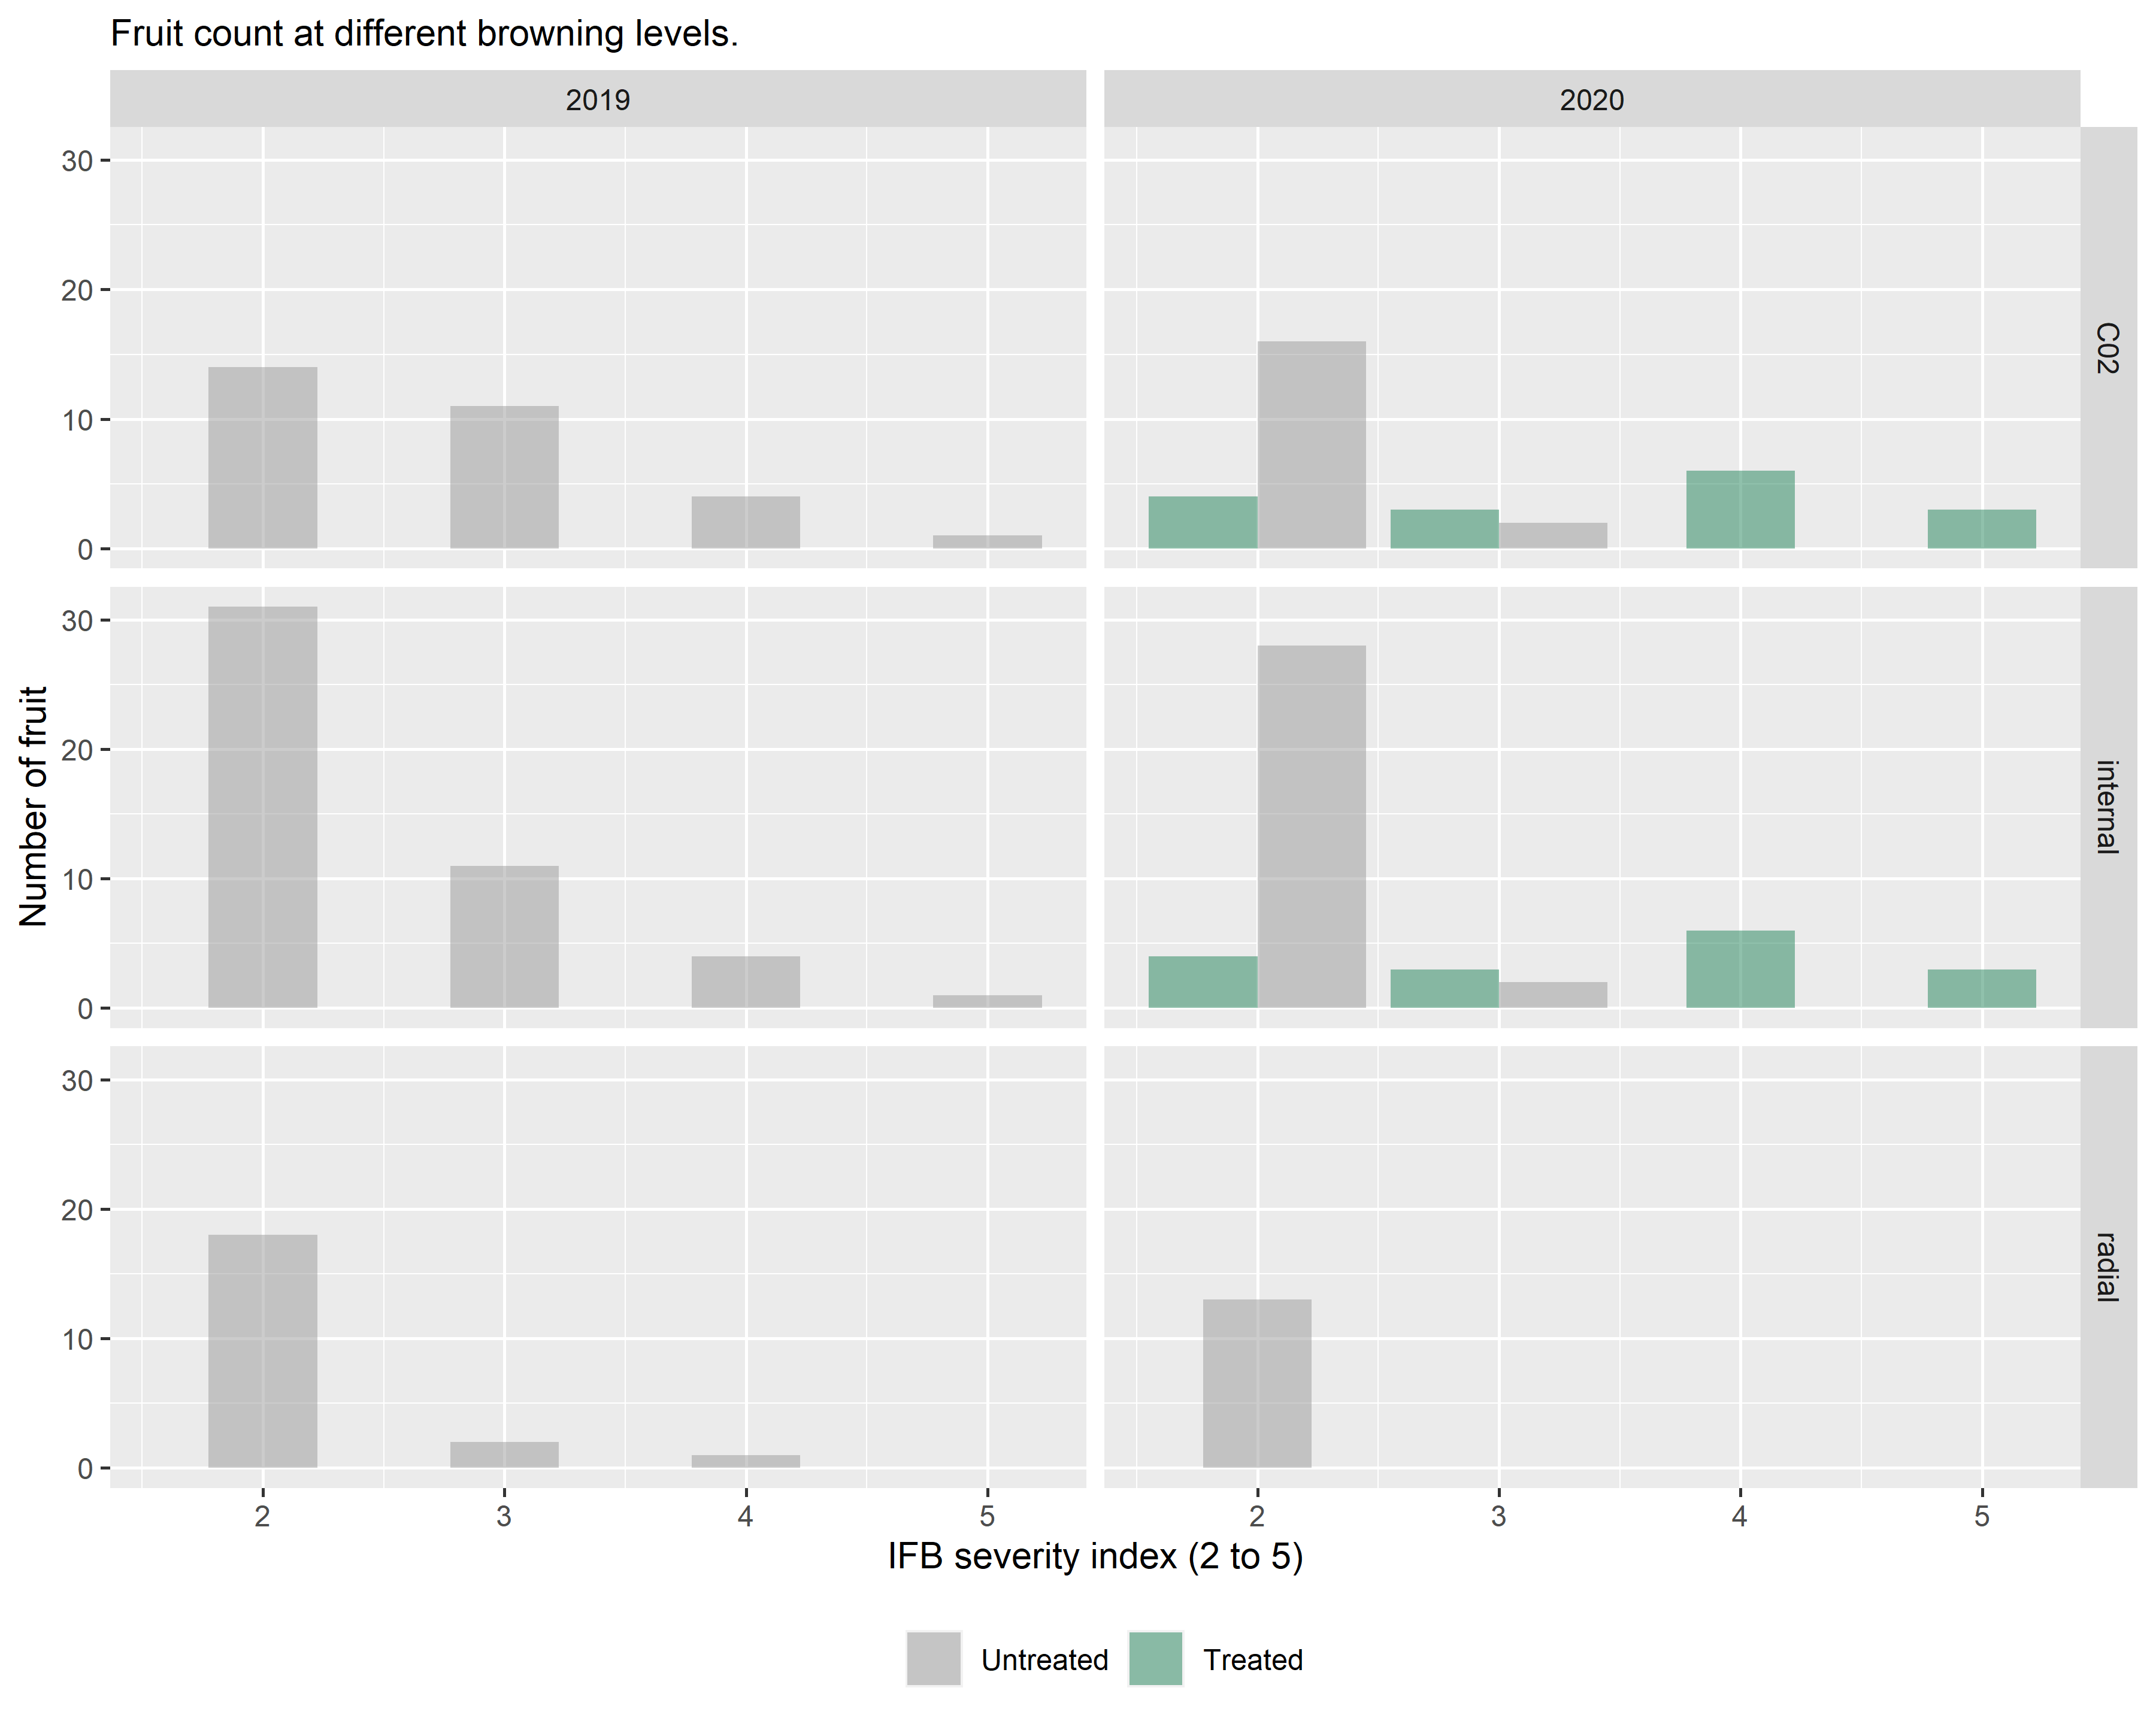 Fruit count at different browning levels.
2019
2020
30
20
10
0
C02
30
20
10
0
internal
30
20
10
0
radial
Number of fruit
2
3
4
5
2
3
4
5
IFB severity index (2 to 5)
Untreated
Treated